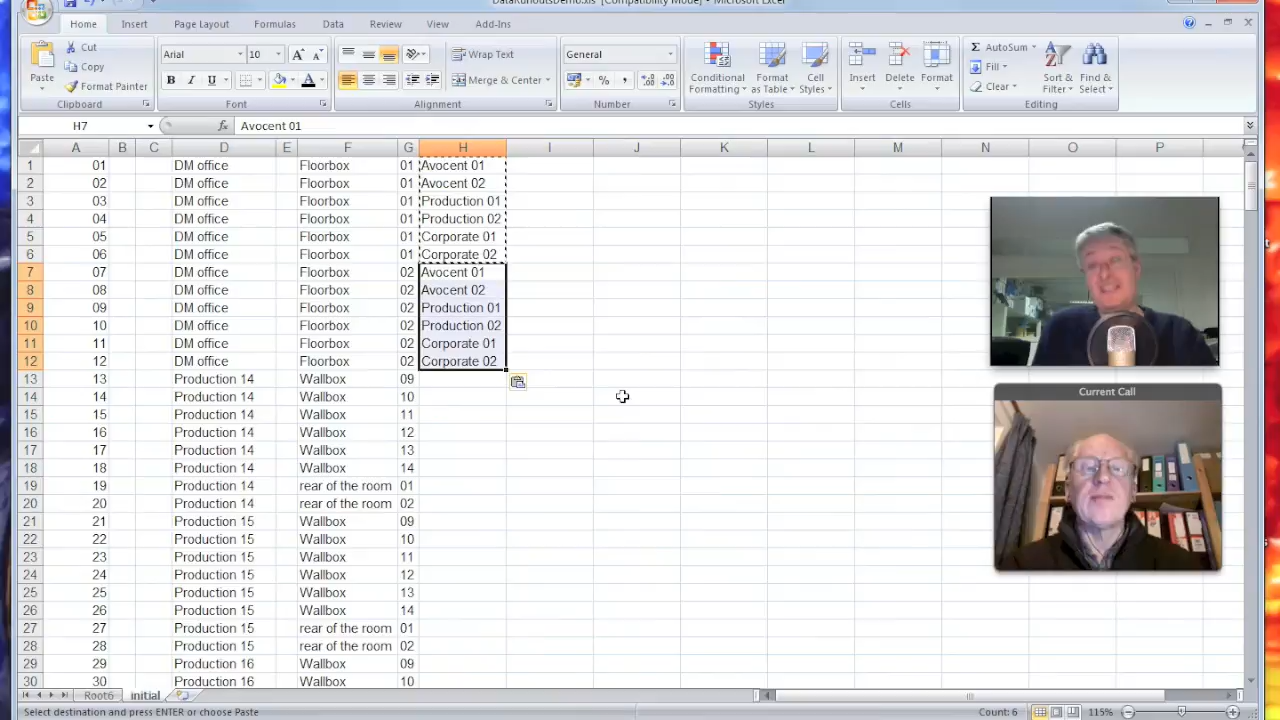 DataRunoutsDemo.xls [Compatibility Mode] - Microsoft Excel
Home Insert Page Layout Formulas Data Review View Add-Ins
Paste Cut Copy Format Painter Clipboard
Arial 10 Font
Wrap Text Merge & Center Alignment
General Number
Conditional Formatting Format as Table Cell Styles Styles
Insert Delete Format Cells
AutoSum Fill Clear Sort & Filter Find & Select Editing
H7 fx Avocent 01
A B C D E F G H I J K L M N O P
1 01 DM office Floorbox 01 Avocent 01
2 02 DM office Floorbox 01 Avocent 02
3 03 DM office Floorbox 01 Production 01
4 04 DM office Floorbox 01 Production 02
5 05 DM office Floorbox 01 Corporate 01
6 06 DM office Floorbox 01 Corporate 02
7 07 DM office Floorbox 02 Avocent 01
8 08 DM office Floorbox 02 Avocent 02
9 09 DM office Floorbox 02 Production 01
10 10 DM office Floorbox 02 Production 02
11 11 DM office Floorbox 02 Corporate 01
12 12 DM office Floorbox 02 Corporate 02
13 13 Production 14 Wallbox 09
14 14 Production 14 Wallbox 10
15 15 Production 14 Wallbox 11
16 16 Production 14 Wallbox 12
17 17 Production 14 Wallbox 13
18 18 Production 14 Wallbox 14
19 19 Production 14 rear of the room 01
20 20 Production 14 rear of the room 02
21 21 Production 15 Wallbox 09
22 22 Production 15 Wallbox 10
23 23 Production 15 Wallbox 11
24 24 Production 15 Wallbox 12
25 25 Production 15 Wallbox 13
26 26 Production 15 Wallbox 14
27 27 Production 15 rear of the room 01
28 28 Production 15 rear of the room 02
29 29 Production 16 Wallbox 09
30 30 Production 16 Wallbox 10
Current Call
Root6 initial
Select destination and press ENTER or choose Paste Count: 6 115%